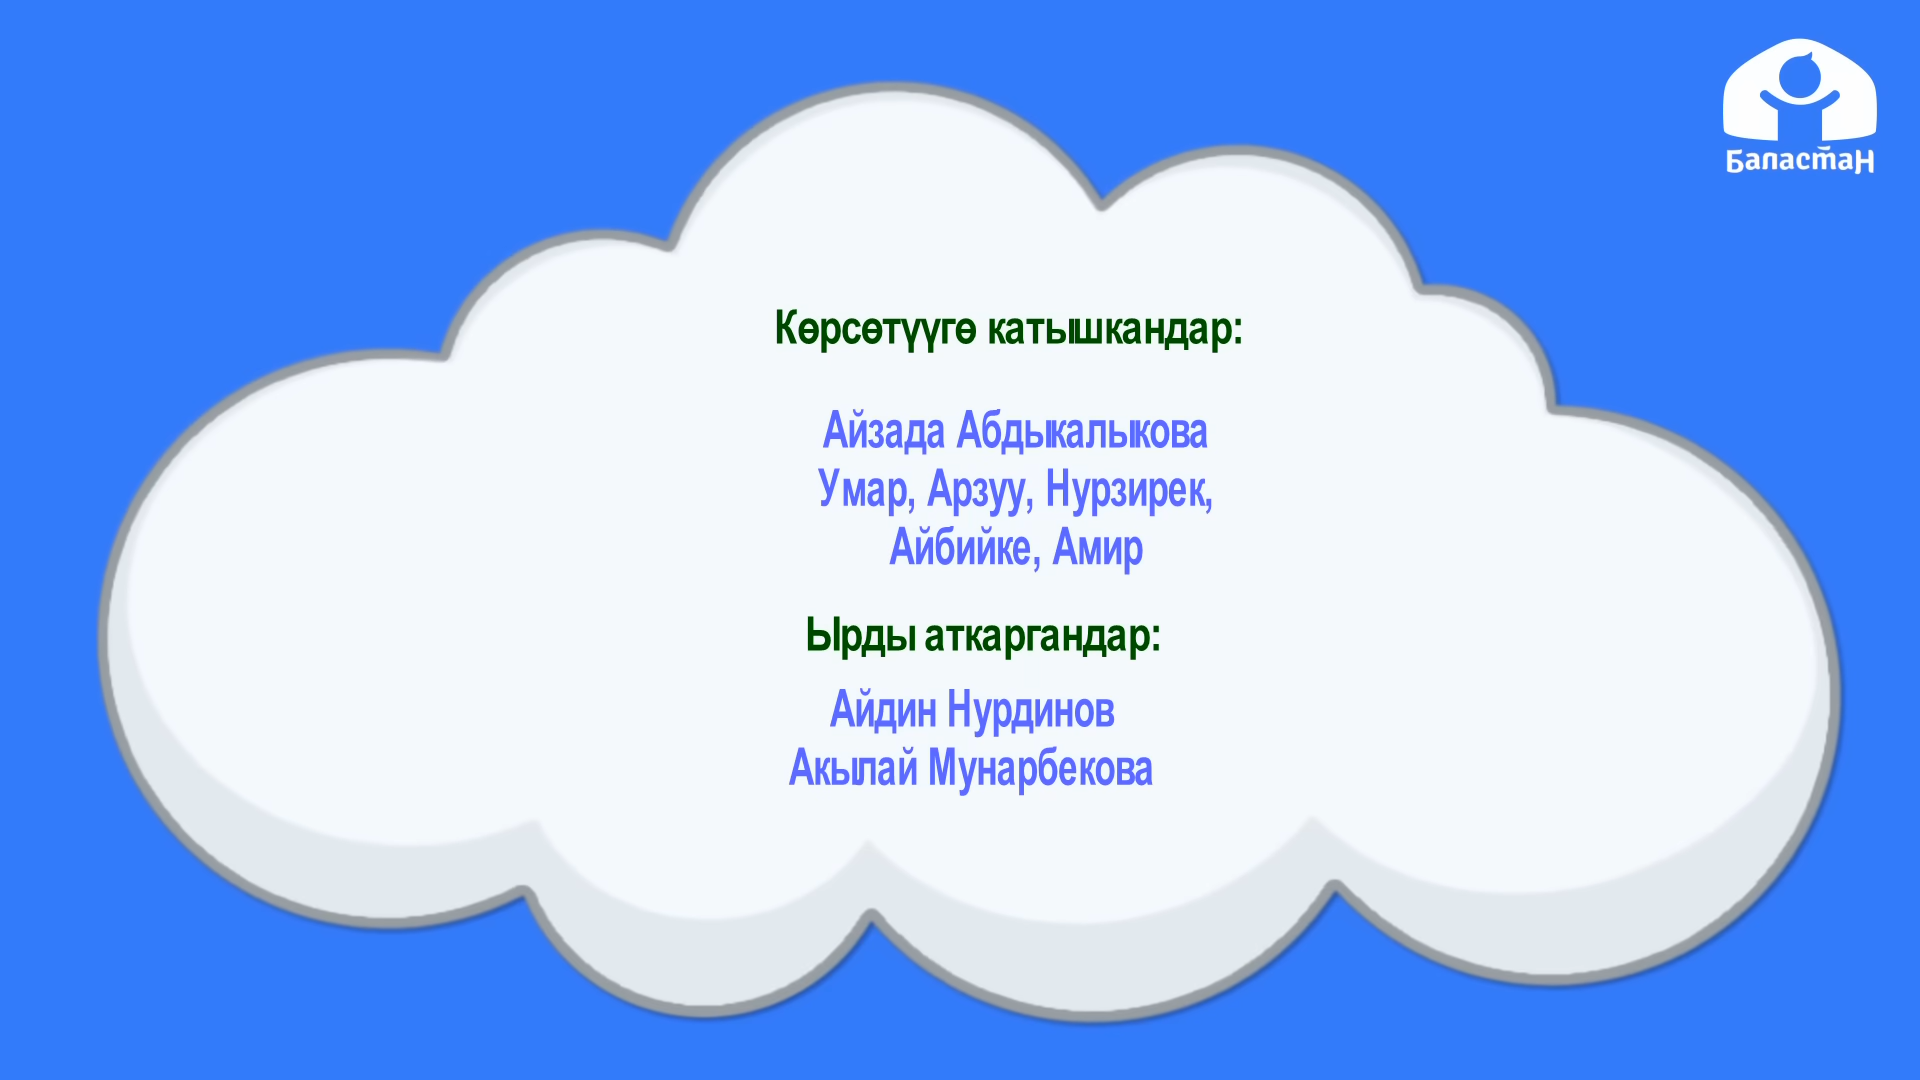 БаластаН
Көрсөтүүгө катышкандар:
Айзада Абдыкалыкова
Умар, Арзуу, Нурзирек,
Айбийке, Амир
Ырды аткаргандар:
Айдин Нурдинов
Акылай Мунарбекова